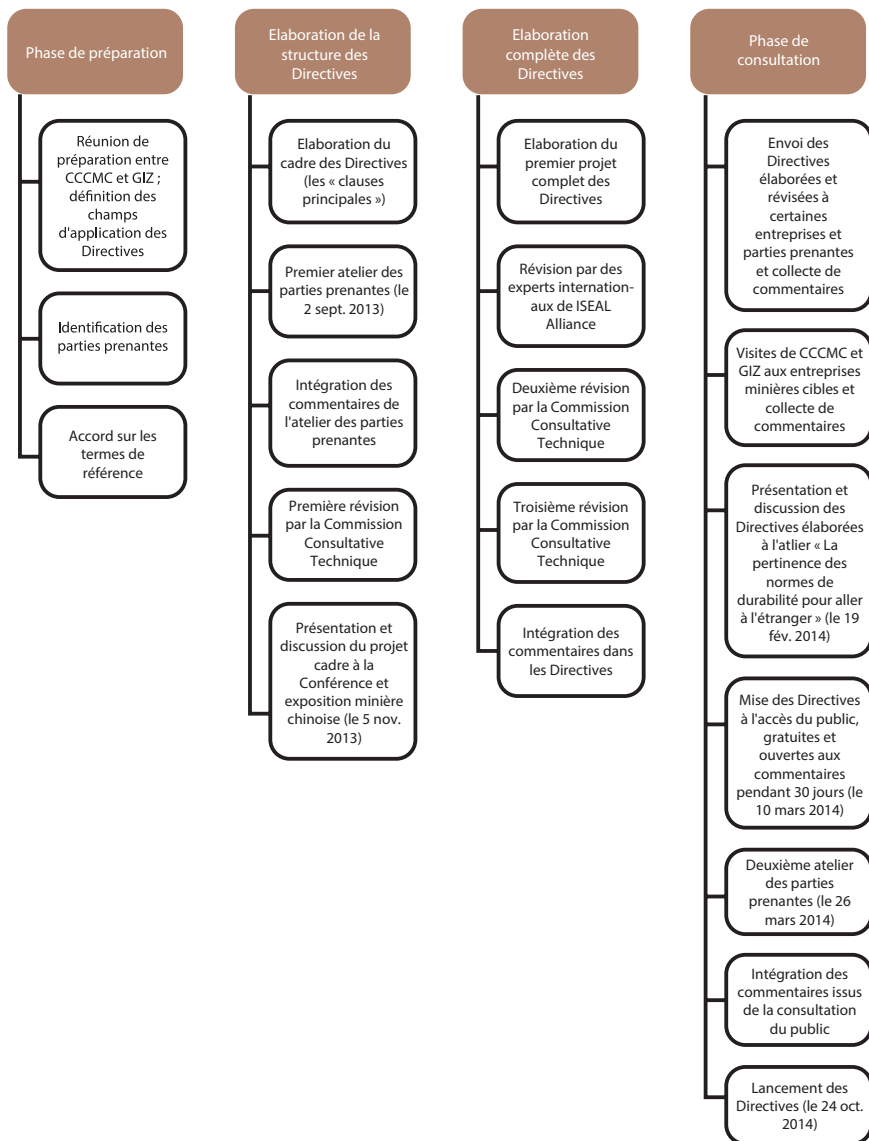 Phase de préparation
Réunion de
préparation entre
CCCMC et GIZ ;
définition des
champs
d'application des
Directives
Identification des
parties prenantes
Accord sur les
termes de
référence
Elaboration de la
structure des
Directives
Elaboration du
cadre des Directives
(les « clauses
principales »)
Premier atelier des
parties prenantes (le
2 sept. 2013)
Intégration des
commentaires de
l'atelier des parties
prenantes
Première révision
par la Commission
Consultative
Technique
Présentation et
discussion du projet
cadre à la
Conférence et
exposition minière
chinoise (le 5 nov.
2013)
Elaboration
complète des
Directives
Elaboration du
premier projet
complet des
Directives
Révision par des
experts internation-
aux de ISEAL
Alliance
Deuxième révision
par la Commission
Consultative
Technique
Troisième révision
par la Commission
Consultative
Technique
Intégration des
commentaires dans
les Directives
Phase de
consultation
Envoi des
Directives
élaborées et
révisées à
certaines
entreprises et
parties prenantes
et collecte de
commentaires
Visites de CCCMC et
GIZ aux entreprises
minières cibles et
collecte de
commentaires
Présentation et
discussion des
Directives élaborées
à l'atlier « La
pertinence des
normes de
durabilité pour aller
à l'étranger » (le 19
fév. 2014)
Mise des Directives
à l'accès du public,
gratuites et
ouvertes aux
commentaires
pendant 30 jours (le
10 mars 2014)
Deuxième atelier
des parties
prenantes (le 26
mars 2014)
Intégration des
commentaires issus
de la consultation
du public
Lancement des
Directives (le 24 oct.
2014)